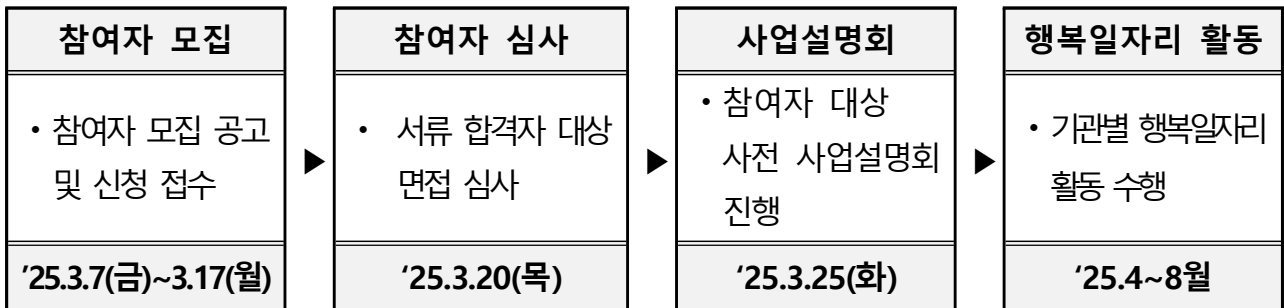 참여자 모집
• 참여자 모집 공고
및 신청 접수
’25.3.7(금)~3.17(월)
▶
참여자 심사
• 서류 합격자 대상
면접 심사
‘25.3.20(목)
▶
사업설명회
• 참여자 대상
사전 사업설명회
진행
‘25.3.25(화)
▶
행복일자리 활동
• 기관별 행복일자리
활동 수행
‘25.4~8월